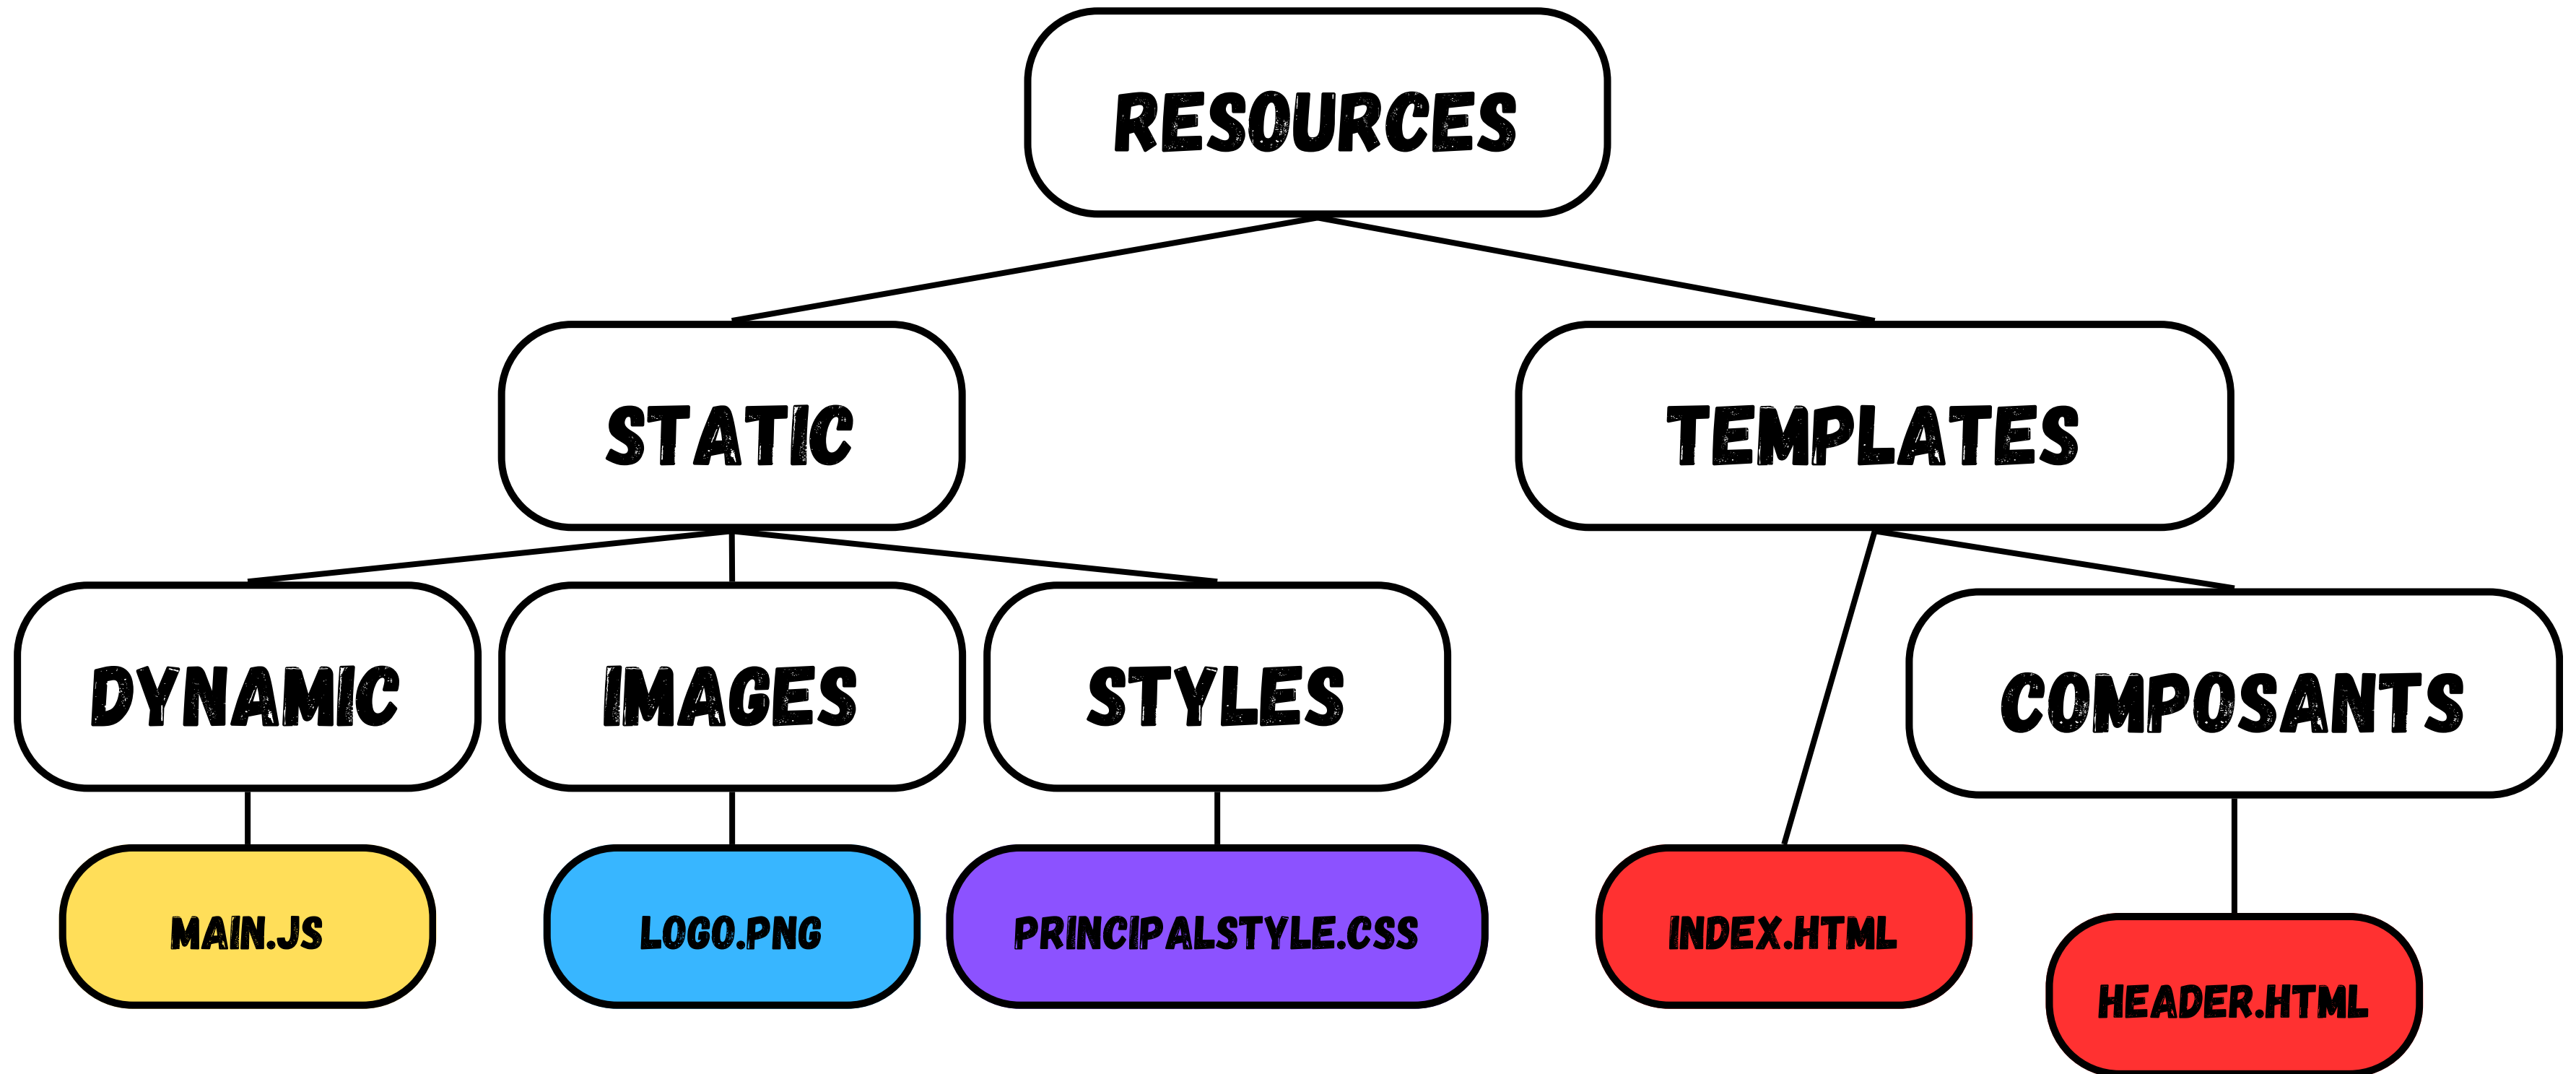 RESOURCES
STATIC
TEMPLATES
DYNAMIC
IMAGES
STYLES
COMPOSANTS
MAIN.JS
LOGO.PNG
PRINCIPALSTYLE.CSS
INDEX.HTML
HEADER.HTML